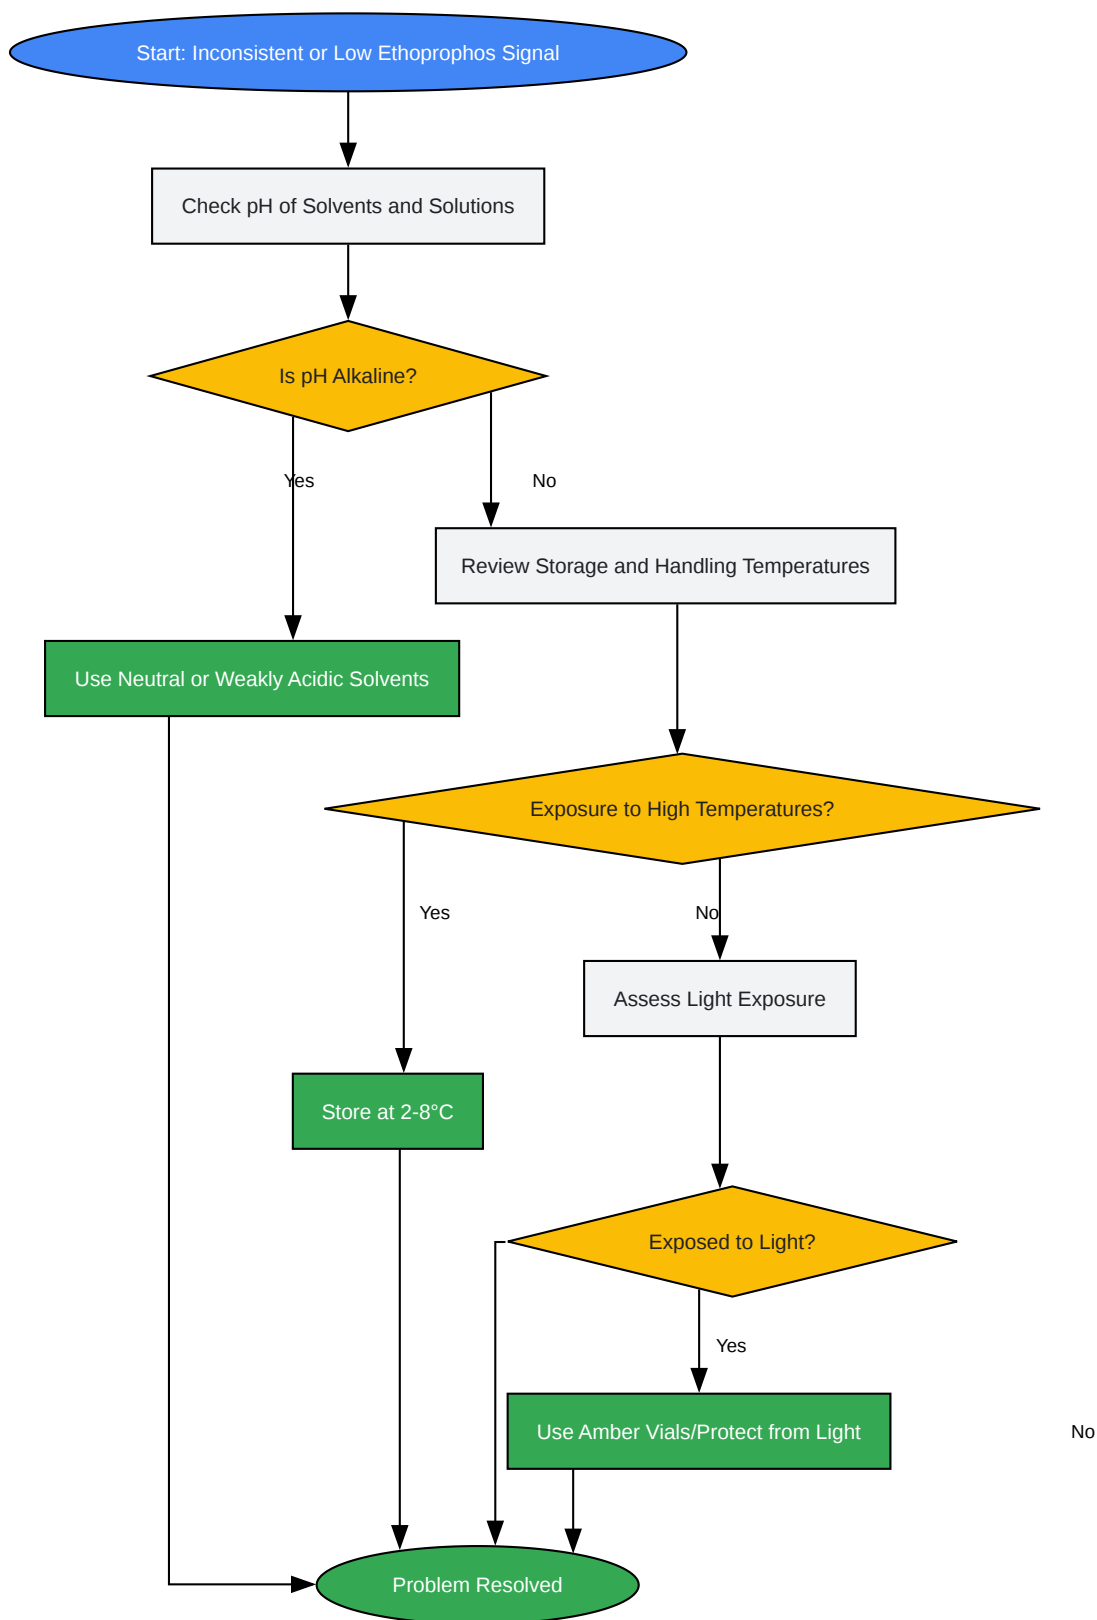 Start: Inconsistent or Low Ethoprophos Signal
Check pH of Solvents and Solutions
Is pH Alkaline?
Yes
No
Review Storage and Handling Temperatures
Use Neutral or Weakly Acidic Solvents
Exposure to High Temperatures?
Yes
No
Assess Light Exposure
Store at 2-8°C
Exposed to Light?
Yes
Use Amber Vials/Protect from Light
No
Problem Resolved